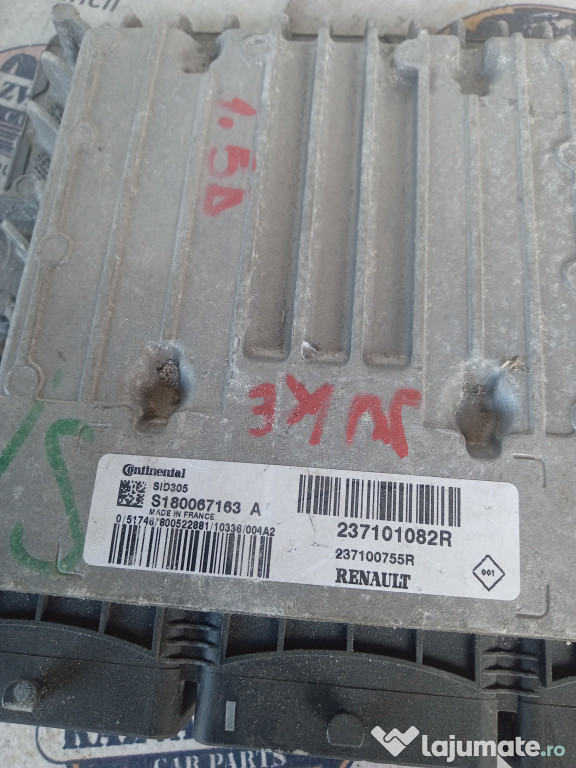 1.5D
JUKE
Continental
SID305
S180067163 A
MADE IN FRANCE
0/51746/800522881/10336/004A2
237101082R
237100755R
RENAULT
001
CAR PARTS
lajumate.ro